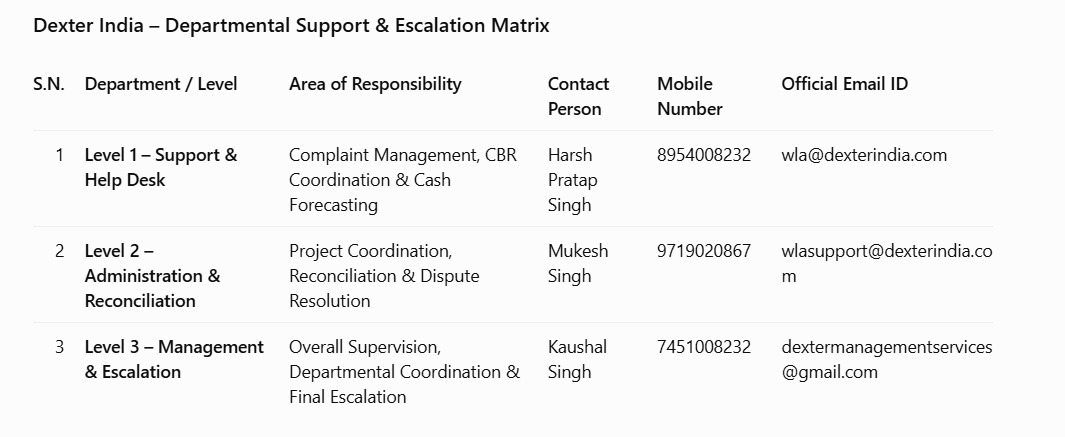 Dexter India – Departmental Support & Escalation Matrix
S.N. Department / Level Area of Responsibility Contact Person Mobile Number Official Email ID
1 Level 1 – Support & Help Desk Complaint Management, CBR Coordination & Cash Forecasting Harsh Pratap Singh 8954008232 wla@dexterindia.com
2 Level 2 – Administration & Reconciliation Project Coordination, Reconciliation & Dispute Resolution Mukesh Singh 9719020867 wlasupport@dexterindia.com
3 Level 3 – Management & Escalation Overall Supervision, Departmental Coordination & Final Escalation Kaushal Singh 7451008232 dextermanagementservices@gmail.com